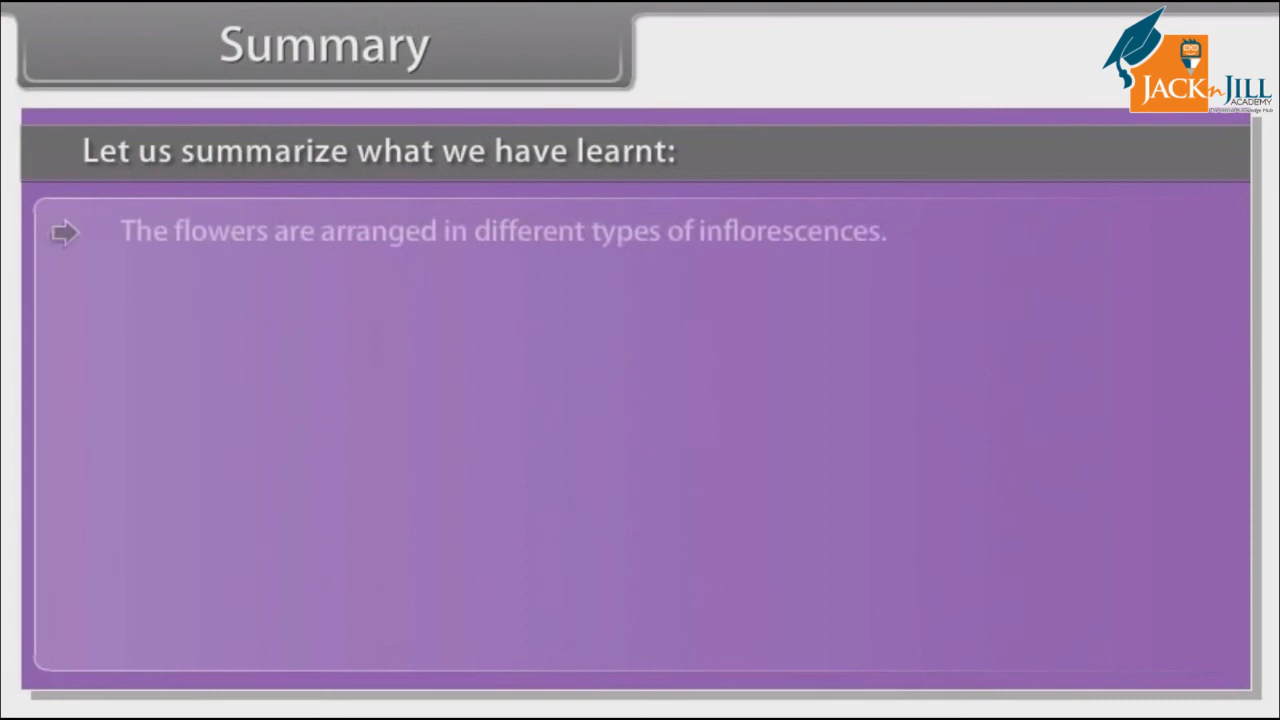 Summary
JACK n JILL
ACADEMY
Let us summarize what we have learnt:
The flowers are arranged in different types of inflorescences.